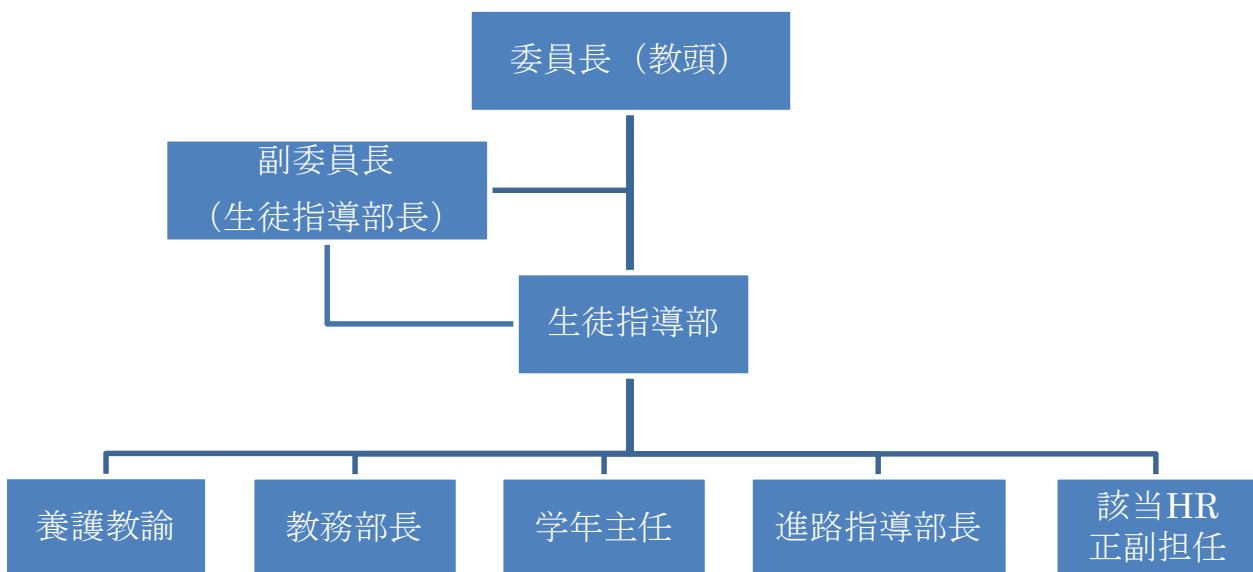 委員長（教頭）
副委員長
（生徒指導部長）
生徒指導部
養護教諭
教務部長
学年主任
進路指導部長
該当HR
正副担任